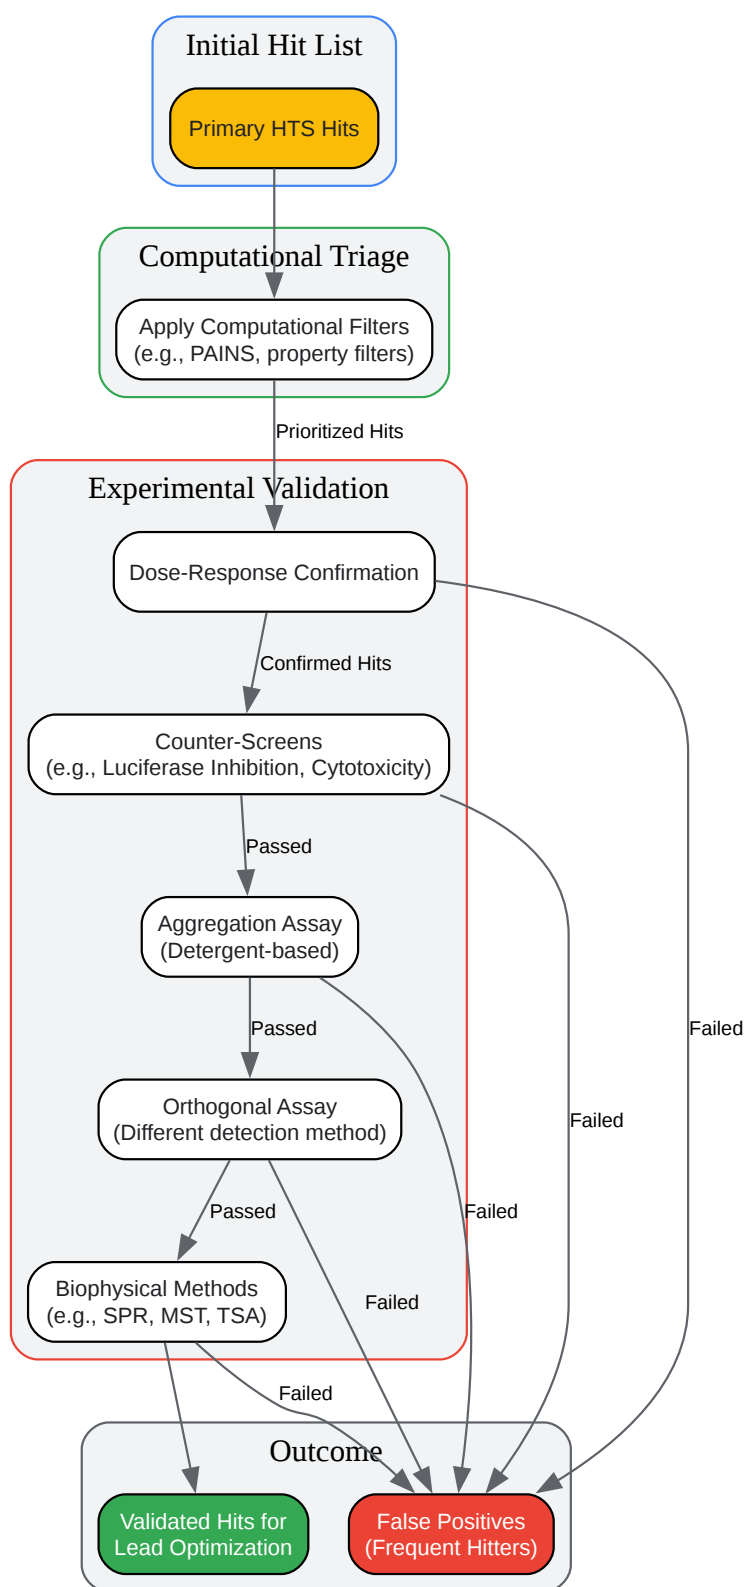 Initial Hit List
Primary HTS Hits
Computational Triage
Apply Computational Filters
(e.g., PAINS, property filters)
Prioritized Hits
Experimental Validation
Dose-Response Confirmation
Confirmed Hits
Counter-Screens
(e.g., Luciferase Inhibition, Cytotoxicity)
Passed
Aggregation Assay
(Detergent-based)
Passed
Failed
Orthogonal Assay
(Different detection method)
Failed
Passed
Failed
Biophysical Methods
(e.g., SPR, MST, TSA)
Failed
Failed
Outcome
Validated Hits for
Lead Optimization
False Positives
(Frequent Hitters)